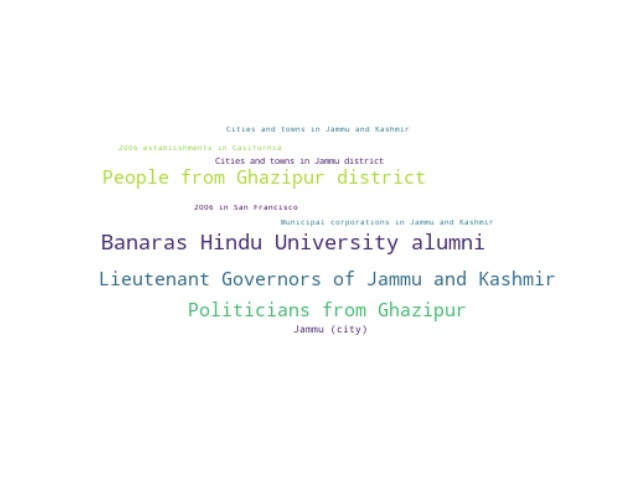 Cities and towns in Jammu and Kashmir
2006 establishments in California
Cities and towns in Jammu district
People from Ghazipur district
2006 in San Francisco
Municipal corporations in Jammu and Kashmir
Banaras Hindu University alumni
Lieutenant Governors of Jammu and Kashmir
Politicians from Ghazipur
Jammu (city)